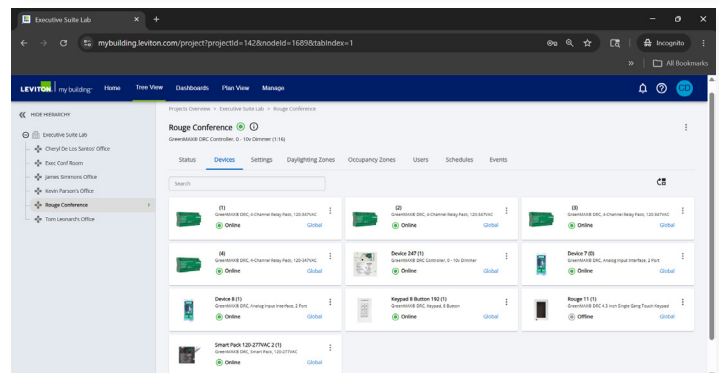 Executive Suite Lab
mybuilding.leviton.com/project?projectId=142&nodeId=1689&tabIndex=1
Incognito
All Bookmarks
LEVITON my building Home Tree View Dashboards Plan View Manage
CD
HIDE HIERARCHY
Executive Suite Lab
Cheryl De Los Santos' Office
Exec Conf Room
James Simmons Office
Kevin Parson's Office
Rouge Conference
Tom Leonard's Office
Projects Overview > Executive Suite Lab > Rouge Conference
Rouge Conference
GreenMAX® DRC Controller, 0 - 10v Dimmer (1:16)
Status Devices Settings Daylighting Zones Occupancy Zones Users Schedules Events
Search
(1)
GreenMAX® DRC, 4-Channel Relay Pack, 120-347VAC
Online Global
(2)
GreenMAX® DRC, 4-Channel Relay Pack, 120-347VAC
Online Global
(3)
GreenMAX® DRC, 4-Channel Relay Pack, 120-347VAC
Online Global
(4)
GreenMAX® DRC, 4-Channel Relay Pack, 120-347VAC
Online Global
Device 247 (1)
GreenMAX® DRC Controller, 0 - 10v Dimmer
Online Global
Device 7 (0)
GreenMAX® DRC, Analog Input Interface, 2 Port
Online Global
Device 8 (1)
GreenMAX® DRC, Analog Input Interface, 2 Port
Online Global
Keypad 8 Button 192 (1)
GreenMAX® DRC, Keypad, 8 Button
Online Global
Rouge 11 (1)
GreenMAX® DRC 4.3 inch Single Gang Touch Keypad
Offline Global
Smart Pack 120-277VAC 2 (1)
GreenMAX® DRC, Smart Pack, 120-277VAC
Online Global